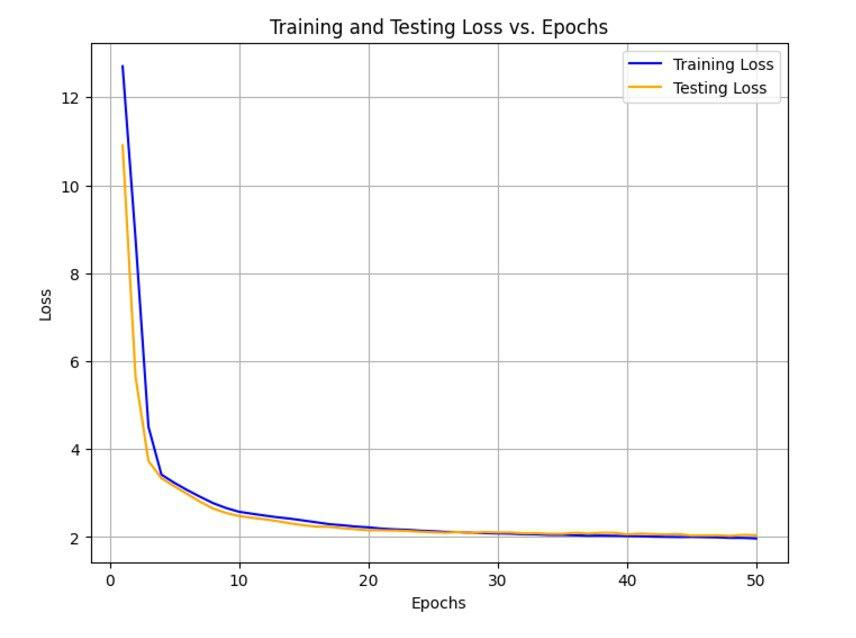 Training and Testing Loss vs. Epochs
Training Loss
Testing Loss
12
10
8
6
4
2
Loss
0 10 20 30 40 50
Epochs